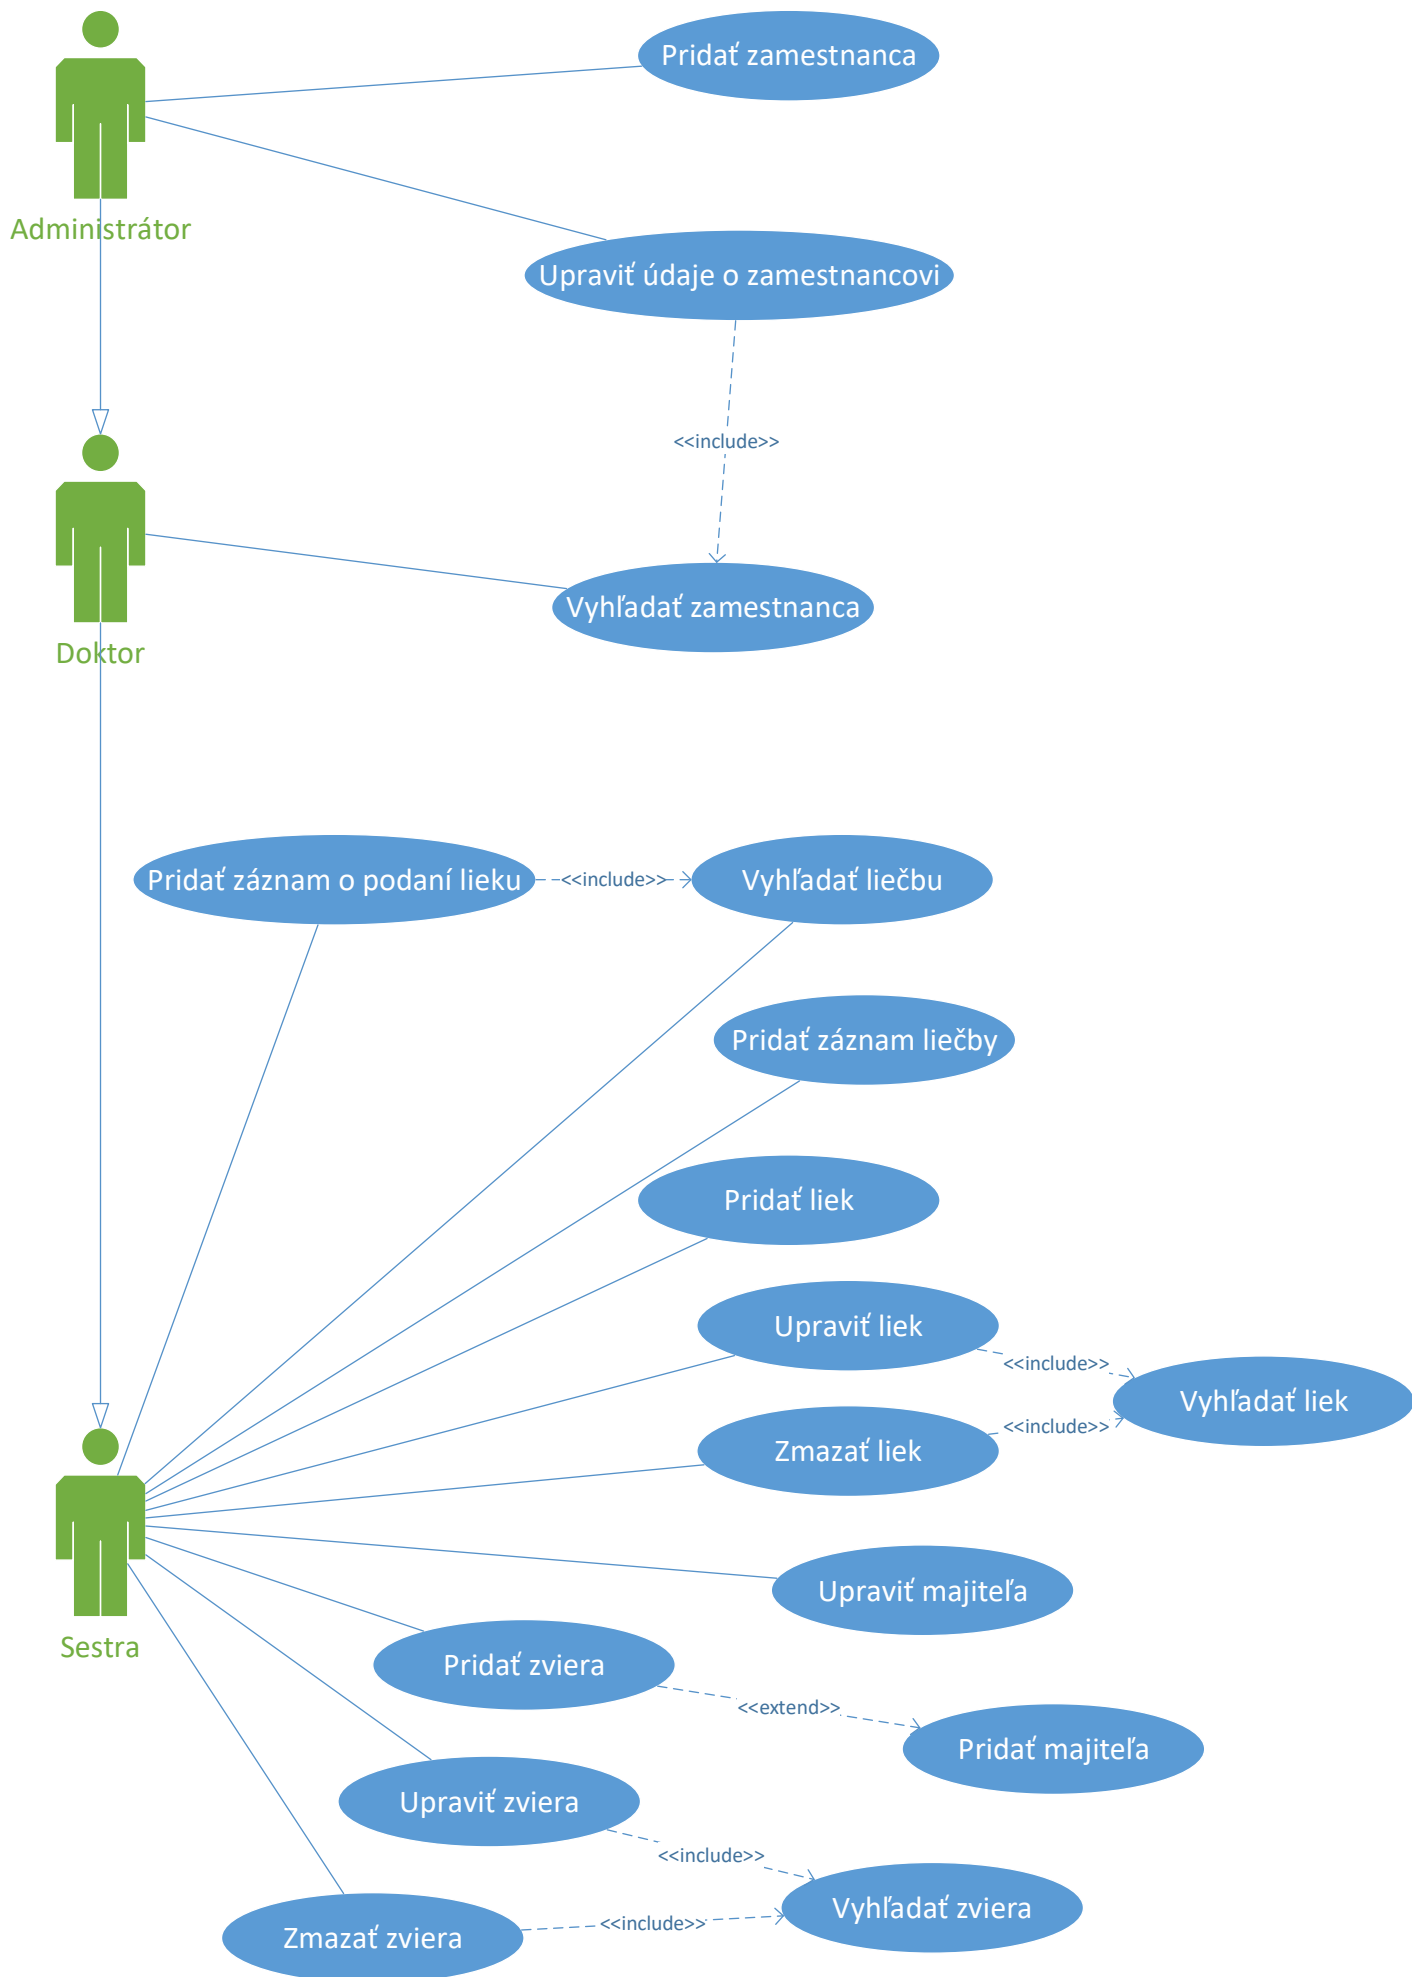 Pridať zamestnanca
Administrátor
Upraviť údaje o zamestnancovi
<<include>>
Vyhľadať zamestnanca
Doktor
Pridať záznam o podaní lieku
<<include>>
Vyhľadať liečbu
Pridať záznam liečby
Pridať liek
Upraviť liek
<<include>>
Vyhľadať liek
<<include>>
Zmazať liek
Upraviť majiteľa
Sestra
Pridať zviera
<<extend>>
Pridať majiteľa
Upraviť zviera
<<include>>
Vyhľadať zviera
<<include>>
Zmazať zviera